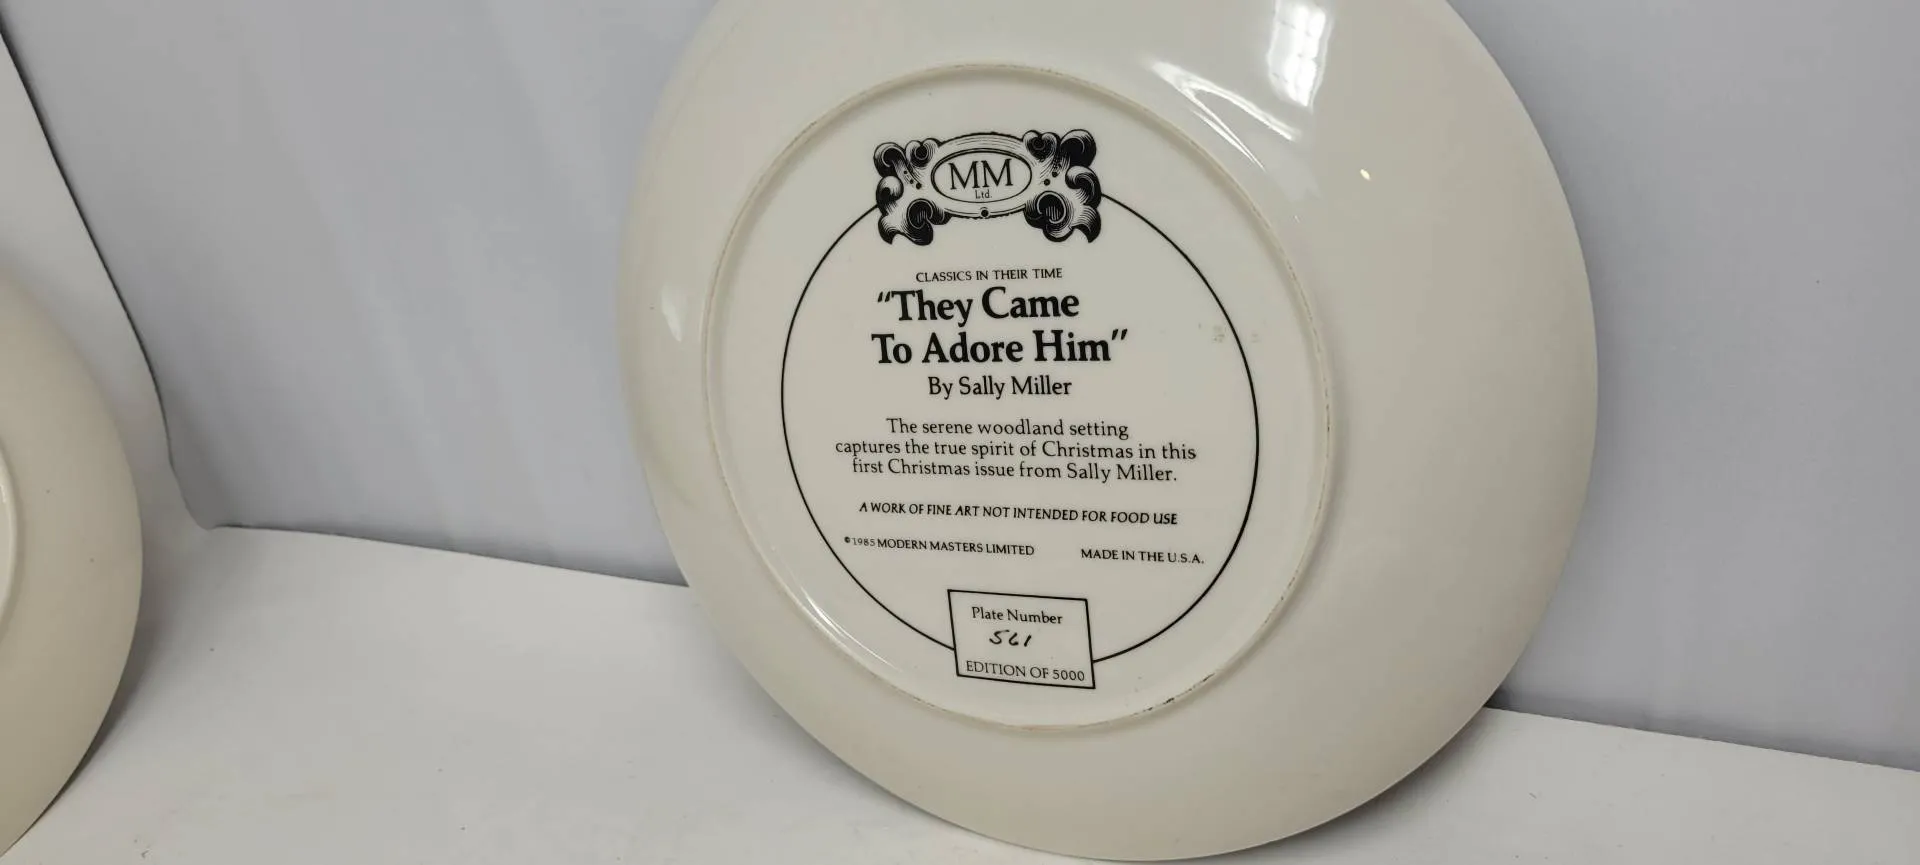 MM
Ltd.
CLASSICS IN THEIR TIME
"They Came
To Adore Him"
By Sally Miller
The serene woodland setting
captures the true spirit of Christmas in this
first Christmas issue from Sally Miller.
A WORK OF FINE ART NOT INTENDED FOR FOOD USE
©1985 MODERN MASTERS LIMITED MADE IN THE U.S.A.
Plate Number
561
EDITION OF 5000